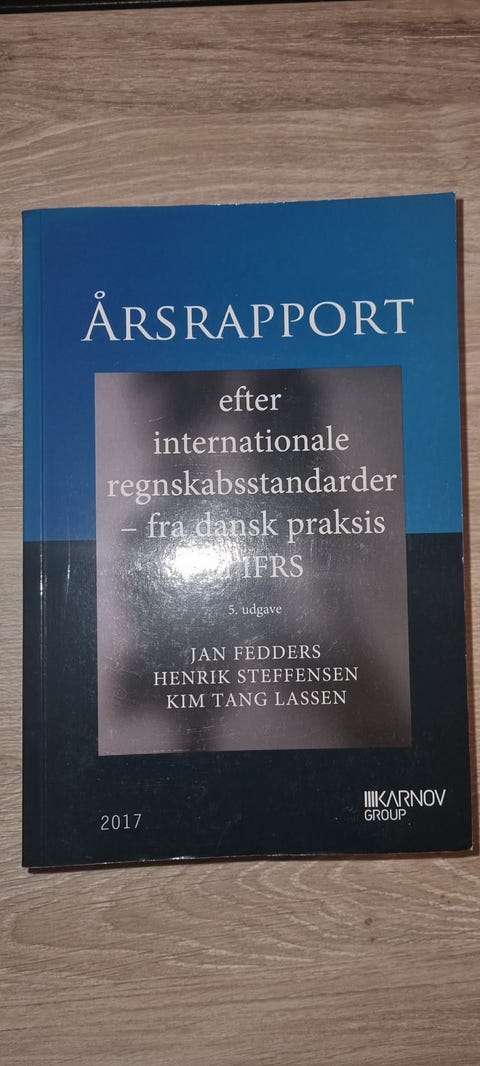 ÅRSRAPPORT
efter
internationale
regnskabsstandarder
– fra dansk praksis
IFRS
5. udgave
JAN FEDDERS
HENRIK STEFFENSEN
KIM TANG LASSEN
2017
KARNOV
GROUP